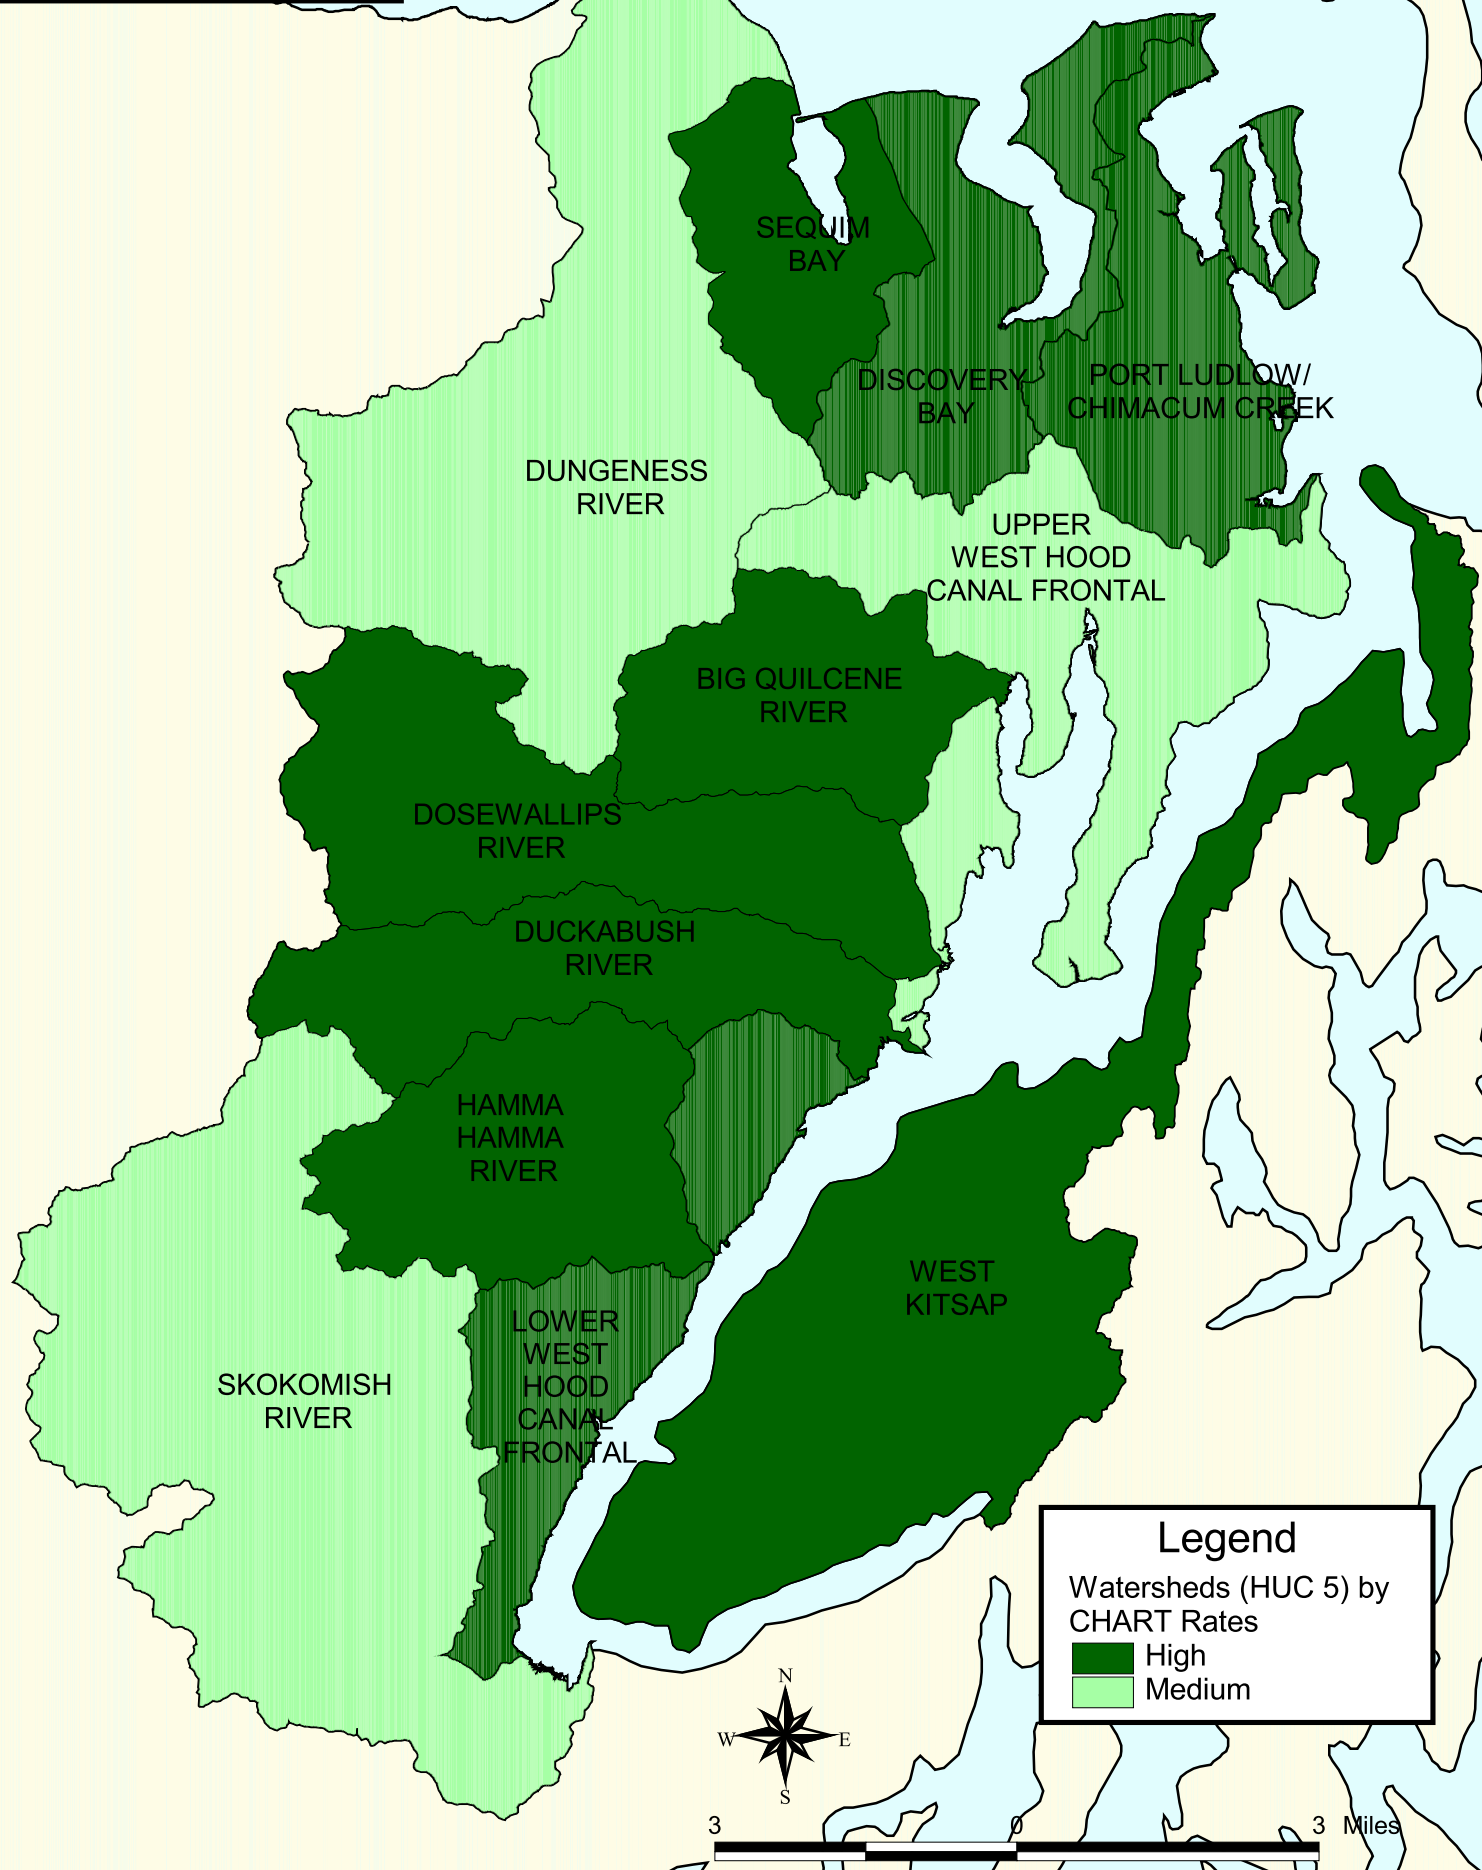 SEQUIM
BAY
DISCOVERY
BAY
PORT LUDLOW/
CHIMACUM CREEK
DUNGENESS
RIVER
UPPER
WEST HOOD
CANAL FRONTAL
BIG QUILCENE
RIVER
DOSEWALLIPS
RIVER
DUCKABUSH
RIVER
HAMMA
HAMMA
RIVER
WEST
KITSAP
LOWER
WEST
HOOD
CANAL
FRONTAL
SKOKOMISH
RIVER
Legend
Watersheds (HUC 5) by
CHART Rates
High
Medium
N
W E
S
3 0 3 Miles